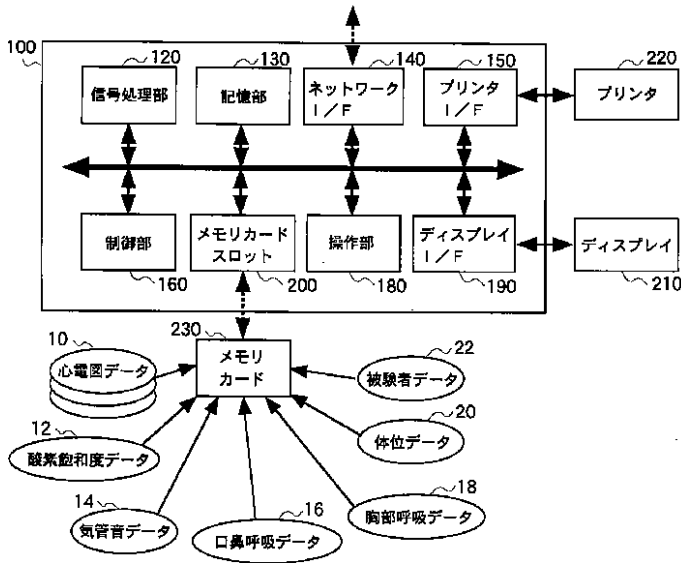 100
120
130
140
150
220
信号処理部
記憶部
ネットワーク
I/F
プリンタ
I/F
プリンタ
制御部
メモリカード
スロット
操作部
ディスプレイ
I/F
ディスプレイ
160
200
180
190
210
230
メモリ
カード
10
心電図データ
22
被験者データ
12
酸素飽和度データ
20
体位データ
14
気管音データ
16
口鼻呼吸データ
18
胸部呼吸データ